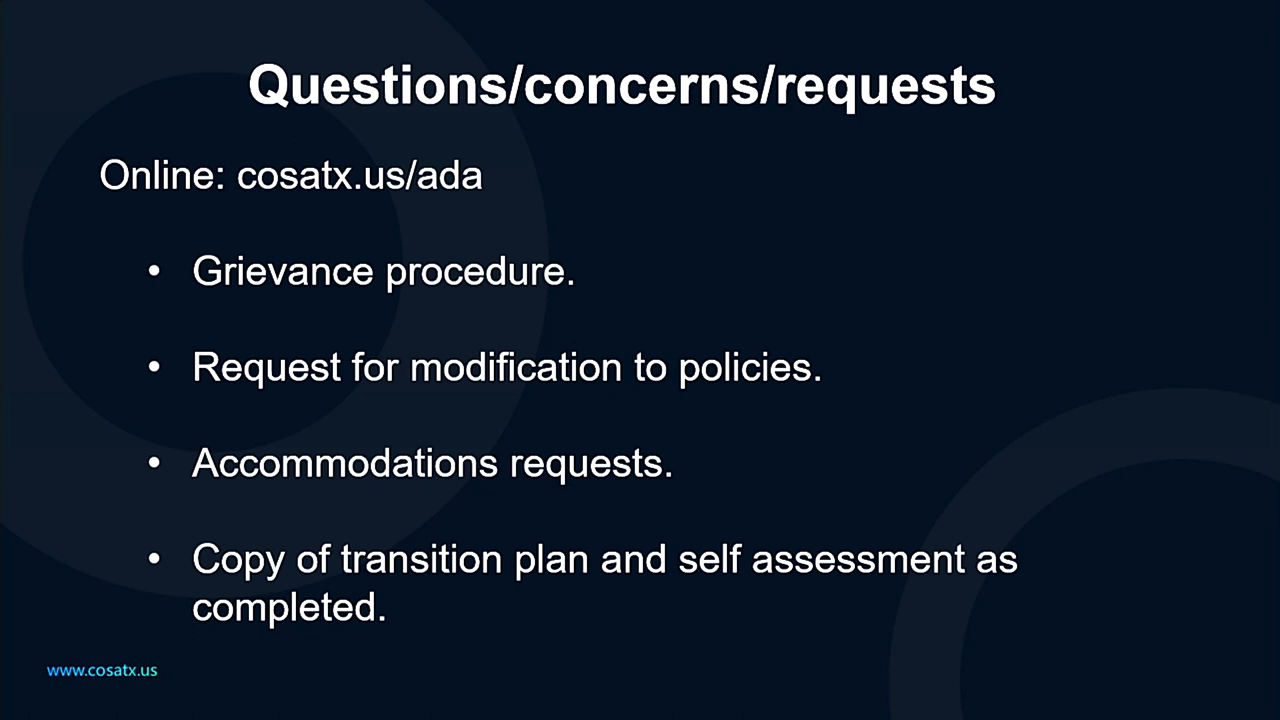 Questions/concerns/requests
Online: cosatx.us/ada
• Grievance procedure.
• Request for modification to policies.
• Accommodations requests.
• Copy of transition plan and self assessment as
completed.
www.cosatx.us